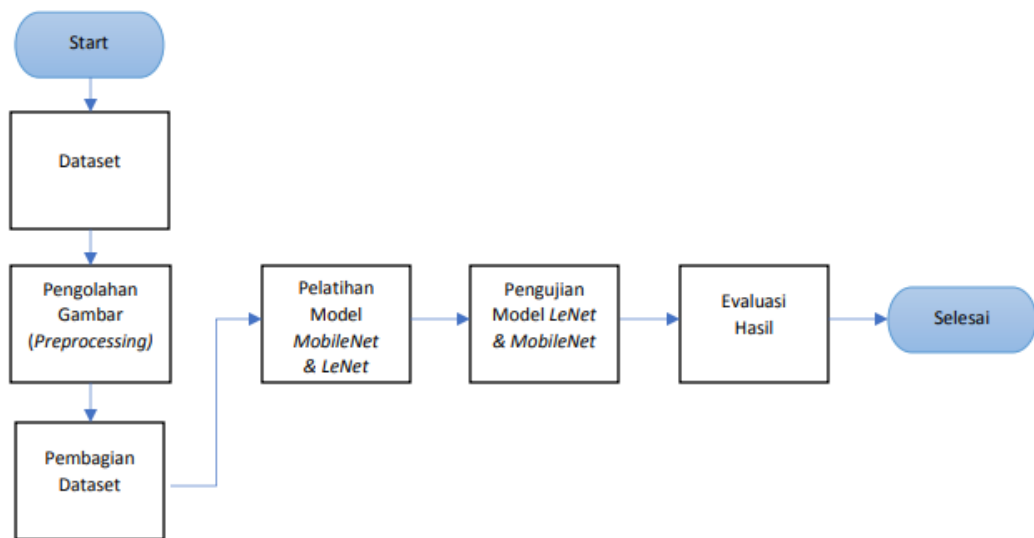 Start
Dataset
Pengolahan
Gambar
(Preprocessing)
Pembagian
Dataset
Pelatihan
Model
MobileNet
& LeNet
Pengujian
Model LeNet
& MobileNet
Evaluasi
Hasil
Selesai